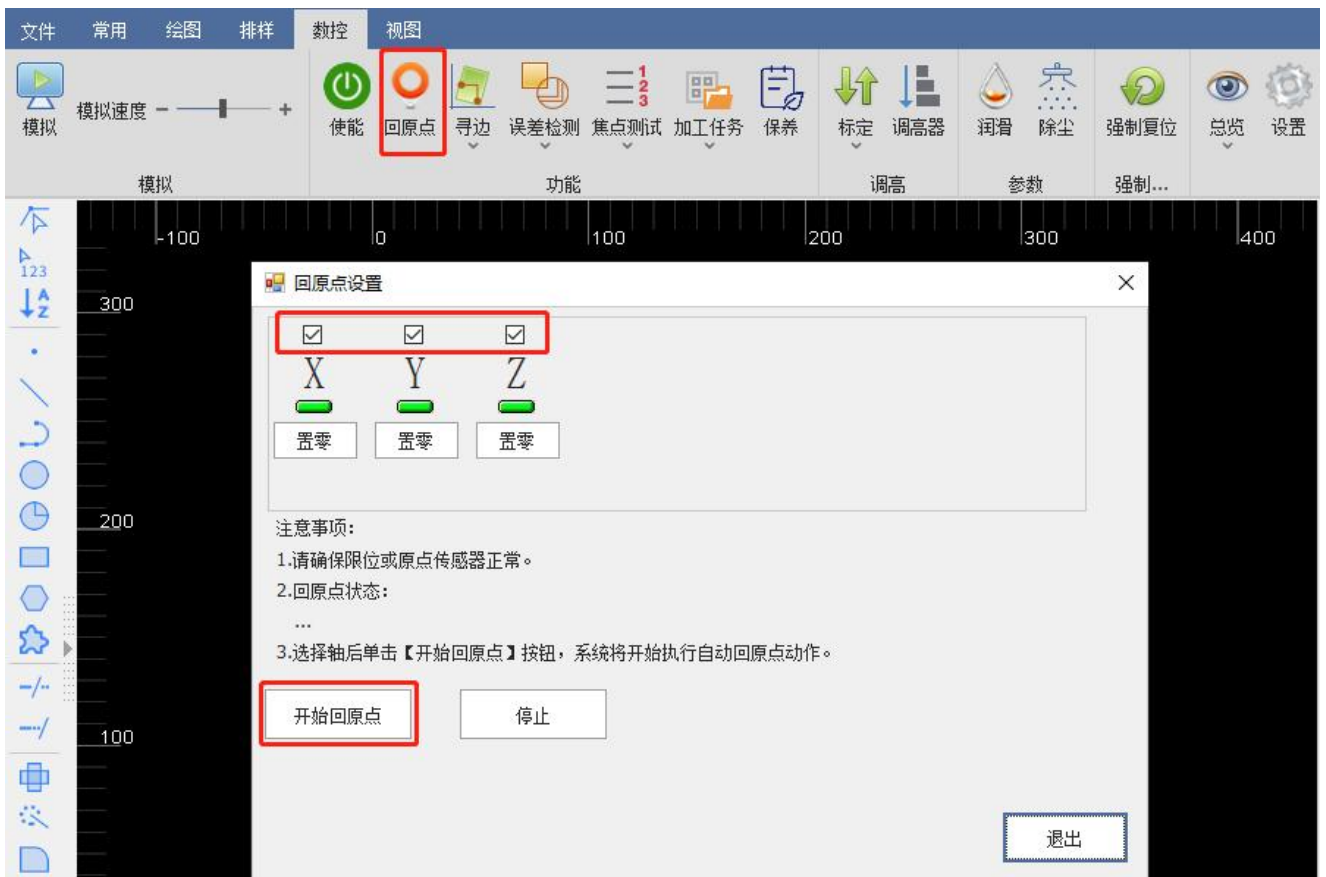 文件 常用 绘图 排样 数控 视图
模拟 模拟速度 - + 使能 回原点 寻边 误差检测 焦点测试 加工任务 保养 标定 调高器 润滑 除尘 强制复位 总览 设置
1
2
3
模拟 功能 调高 参数 强制...
-100 0 100 200 300 400
123
A
Z
300
200
100
回原点设置
X Y Z
置零 置零 置零
注意事项:
1.请确保限位或原点传感器正常。
2.回原点状态:
...
3.选择轴后单击【开始回原点】按钮，系统将开始执行自动回原点动作。
开始回原点 停止
退出